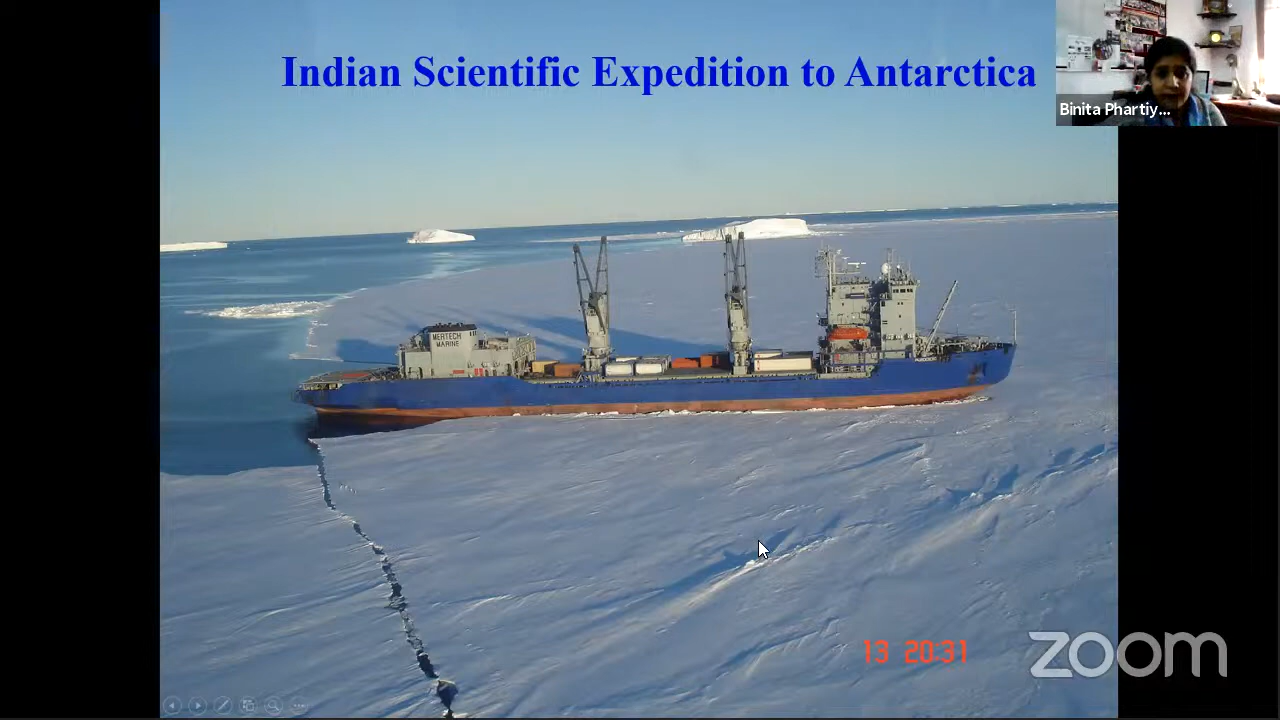 Indian Scientific Expedition to Antarctica
Binita Phartiy...
MERTECH
MARINE
13 20:31
zoom